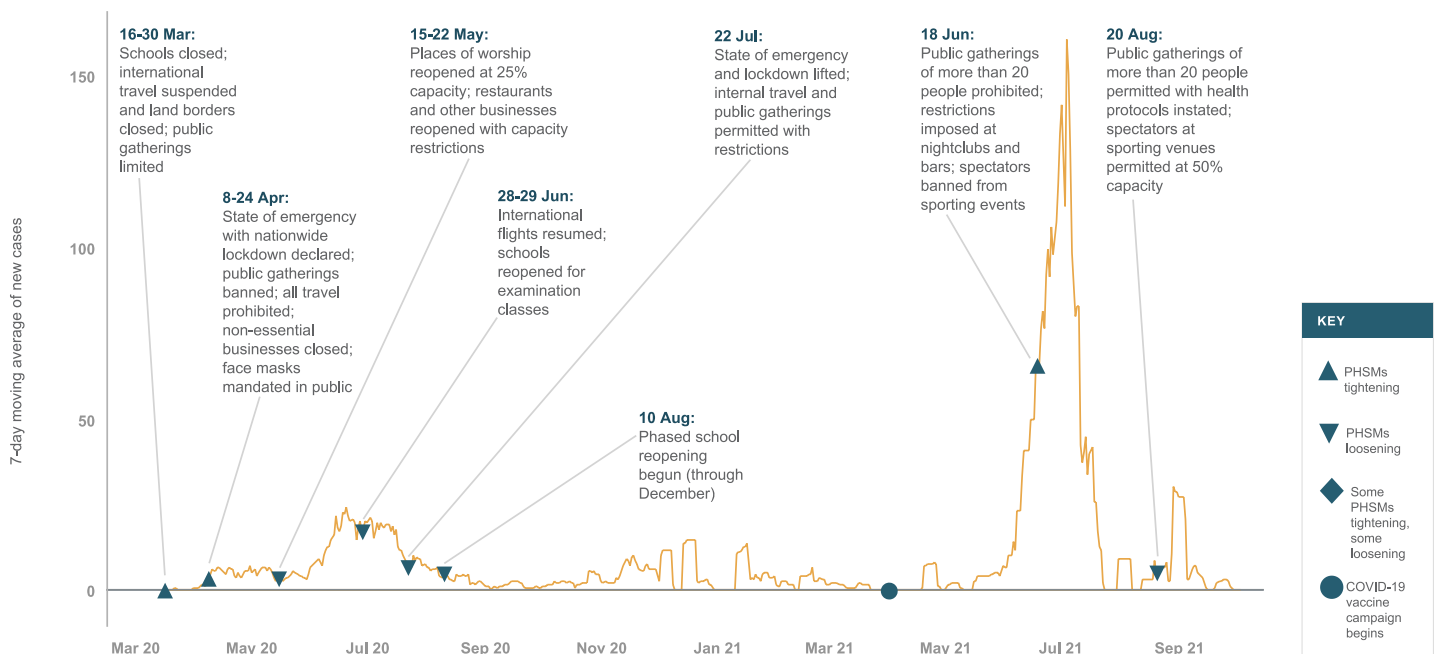 16-30 Mar:
Schools closed;
international
travel suspended
and land borders
closed; public
gatherings
limited
8-24 Apr:
State of emergency
with nationwide
lockdown declared;
public gatherings
banned; all travel
prohibited;
non-essential
businesses closed;
face masks
mandated in public
15-22 May:
Places of worship
reopened at 25%
capacity; restaurants
and other businesses
reopened with capacity
restrictions
28-29 Jun:
International
flights resumed;
schools
reopened for
examination
classes
22 Jul:
State of emergency
and lockdown lifted;
internal travel and
public gatherings
permitted with
restrictions
10 Aug:
Phased school
reopening
begun (through
December)
18 Jun:
Public gatherings
of more than 20
people prohibited;
restrictions
imposed at
nightclubs and
bars; spectators
banned from
sporting events
20 Aug:
Public gatherings of
more than 20 people
permitted with health
protocols instated;
spectators at
sporting venues
permitted at 50%
capacity
7-day moving average of new cases
150
100
50
0
Mar 20
May 20
Jul 20
Sep 20
Nov 20
Jan 21
Mar 21
May 21
Jul 21
Sep 21
KEY
PHSMs
tightening
PHSMs
loosening
Some
PHSMs
tightening,
some
loosening
COVID-19
vaccine
campaign
begins